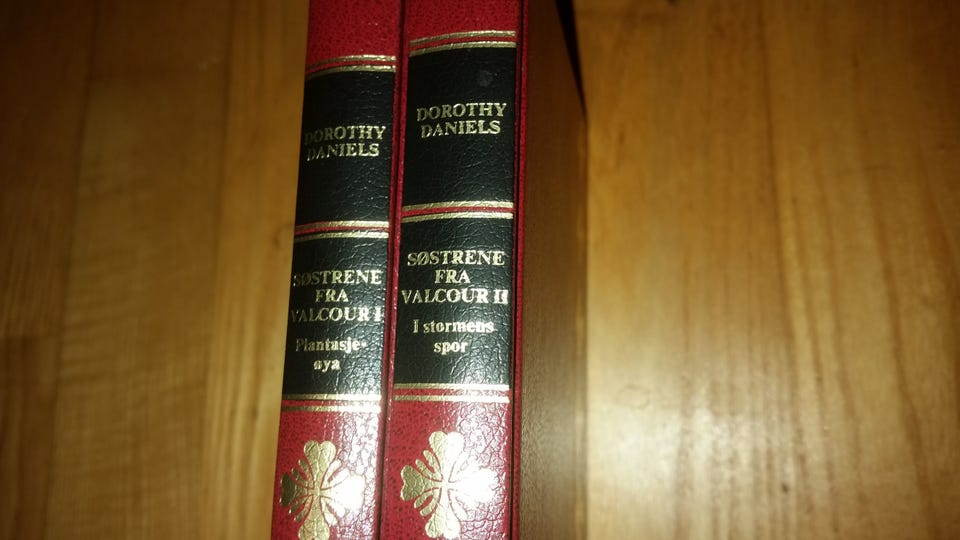 DOROTHY
DANIELS
SØSTRENE
FRA
VALCOUR I
Plantasje-
øya
DOROTHY
DANIELS
SØSTRENE
FRA
VALCOUR II
I stormens
spor